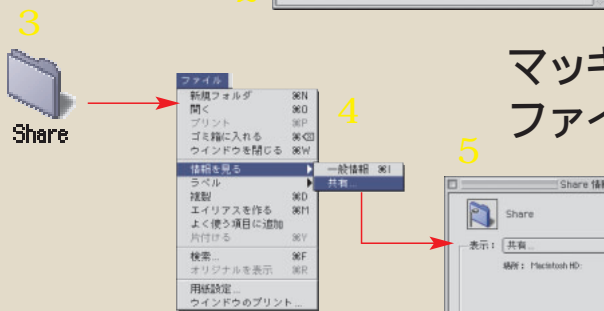 3
Share
ファイル
新規フォルダ ⌘N
開く ⌘O
プリント ⌘P
ゴミ箱に入れる ⌘⌫
ウインドウを閉じる ⌘W
情報を見る
ラベル
複製 ⌘D
エイリアスを作る ⌘M
よく使う項目に追加
片付ける ⌘Y
検索... ⌘F
オリジナルを表示 ⌘R
用紙設定...
ウインドウのプリント...
4
一般情報 ⌘I
共有...
マッキ
ファイ
5
Share 情
Share
表示： 共有...
場所： Macintosh HD: